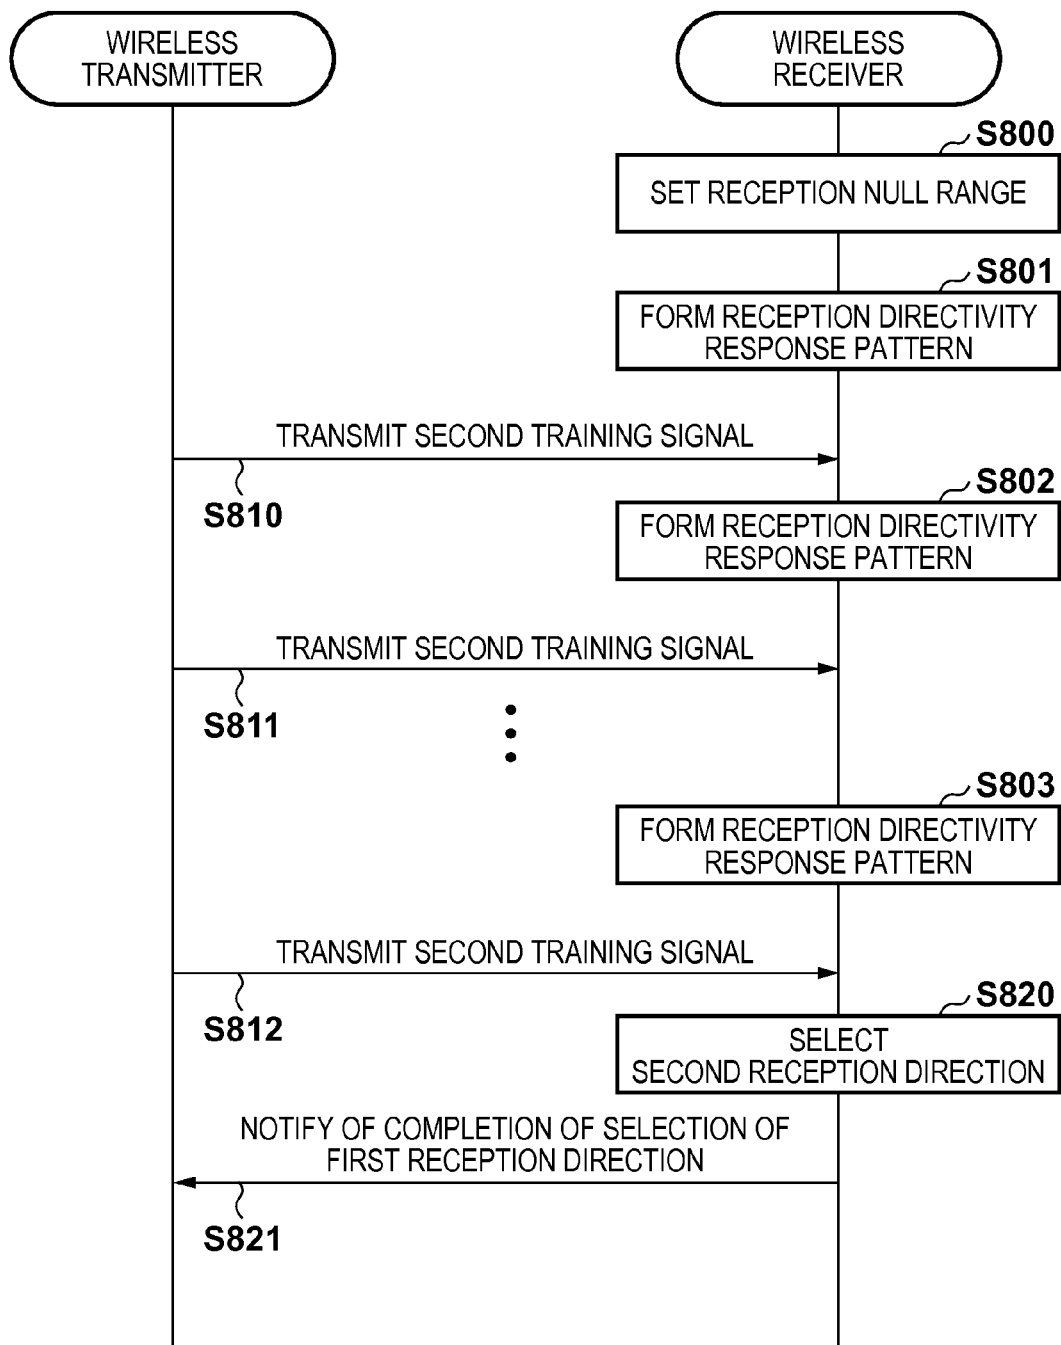 WIRELESS
TRANSMITTER
WIRELESS
RECEIVER
S800
SET RECEPTION NULL RANGE
S801
FORM RECEPTION DIRECTIVITY
RESPONSE PATTERN
TRANSMIT SECOND TRAINING SIGNAL
S810
S802
FORM RECEPTION DIRECTIVITY
RESPONSE PATTERN
TRANSMIT SECOND TRAINING SIGNAL
S811
S803
FORM RECEPTION DIRECTIVITY
RESPONSE PATTERN
TRANSMIT SECOND TRAINING SIGNAL
S812
S820
SELECT
SECOND RECEPTION DIRECTION
NOTIFY OF COMPLETION OF SELECTION OF
FIRST RECEPTION DIRECTION
S821